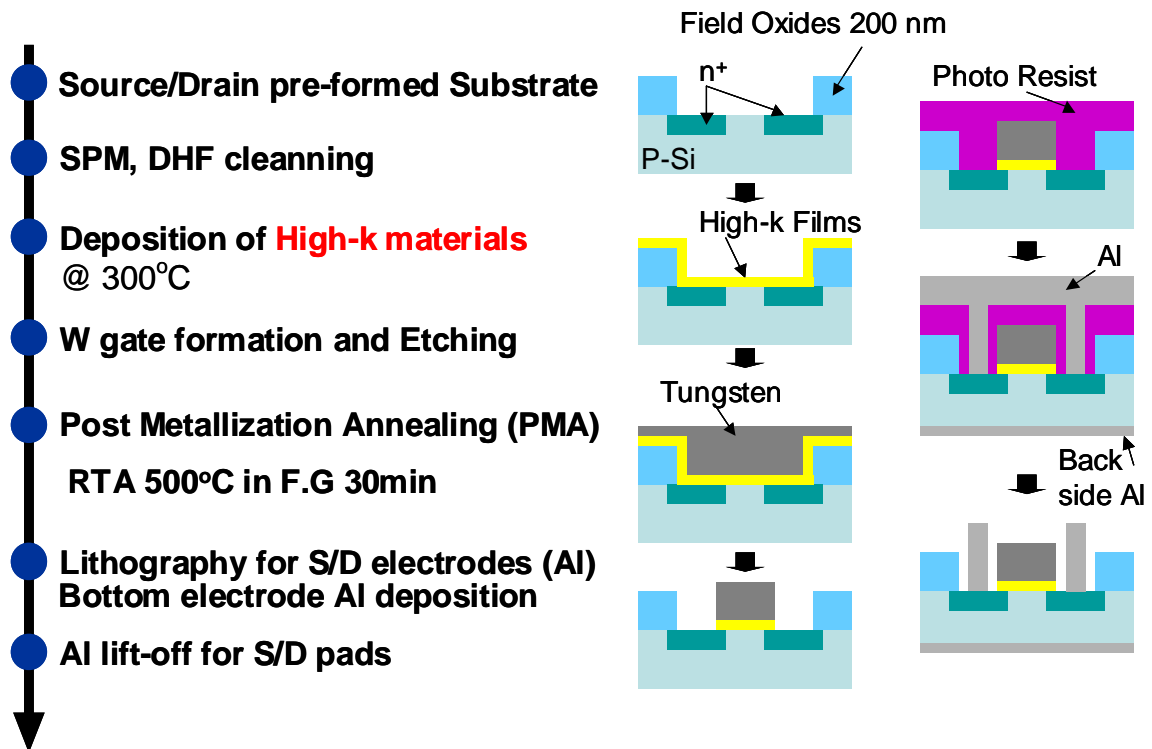 Source/Drain pre-formed Substrate
SPM, DHF cleanning
Deposition of High-k materials
@ 300°C
W gate formation and Etching
Post Metallization Annealing (PMA)
RTA 500°C in F.G 30min
Lithography for S/D electrodes (Al)
Bottom electrode Al deposition
Al lift-off for S/D pads
Field Oxides 200 nm
n+
P-Si
High-k Films
Tungsten
Photo Resist
Al
Back
side Al